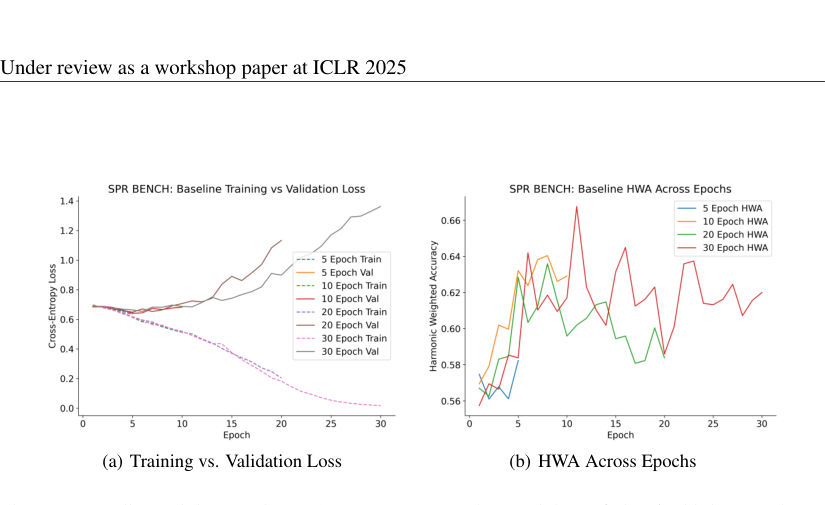 Under review as a workshop paper at ICLR 2025
SPR BENCH: Baseline Training vs Validation Loss
1.4
1.2
1.0
0.8
0.6
0.4
0.2
0.0
Cross-Entropy Loss
5 Epoch Train
5 Epoch Val
10 Epoch Train
10 Epoch Val
20 Epoch Train
20 Epoch Val
30 Epoch Train
30 Epoch Val
0 5 10 15 20 25 30
Epoch
(a) Training vs. Validation Loss
SPR BENCH: Baseline HWA Across Epochs
0.66
0.64
0.62
0.60
0.58
0.56
Harmonic Weighted Accuracy
5 Epoch HWA
10 Epoch HWA
20 Epoch HWA
30 Epoch HWA
0 5 10 15 20 25 30
Epoch
(b) HWA Across Epochs